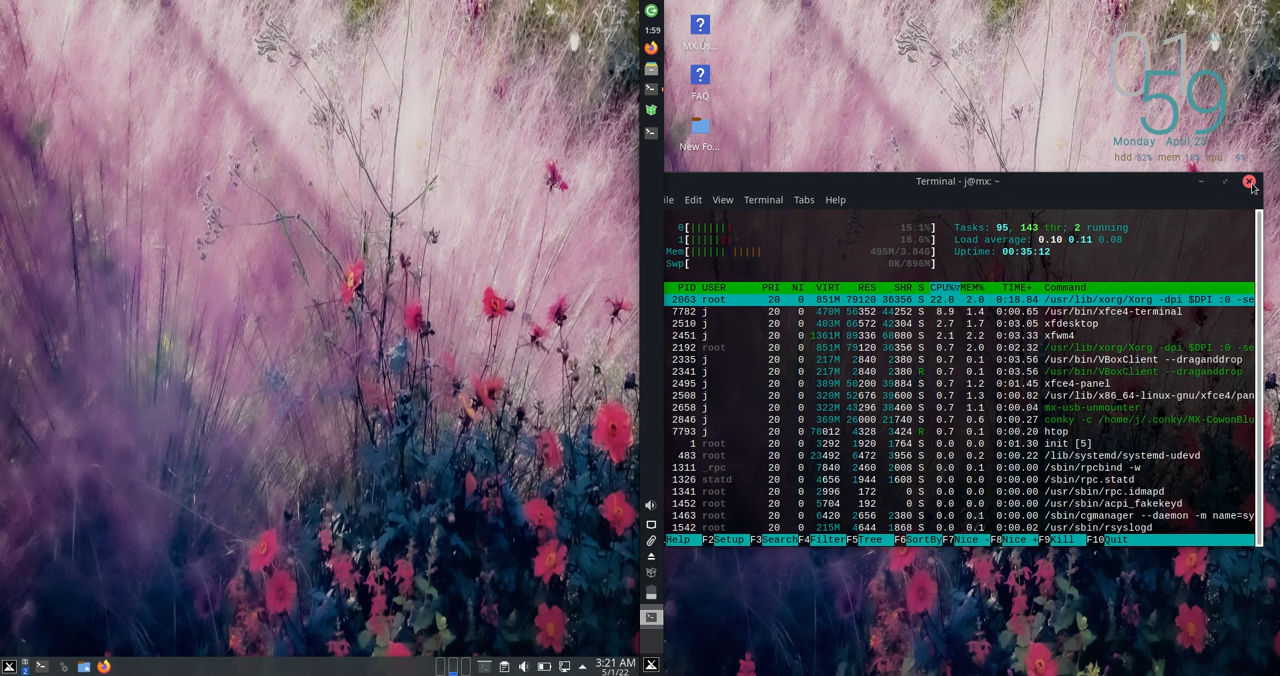 1:59
MX Us...
FAQ
New Fo...
01
59
Monday April 25
hdd 52% mem 18% cpu 9%
Terminal - j@mx: ~
ile Edit View Terminal Tabs Help
0[|||||| 15.1%] Tasks: 95, 143 thr; 2 running
1[|||||| 16.6%] Load average: 0.10 0.11 0.08
Mem[||||||||||| 495M/3.84G] Uptime: 00:35:12
Swp[ 0K/896M]
PID USER PRI NI VIRT RES SHR S CPU%▽MEM% TIME+ Command
2063 root 20 0 851M 79120 36356 S 22.0 2.0 0:18.84 /usr/lib/xorg/Xorg -dpi $DPI :0 -se
7782 j 20 0 470M 56352 44252 S 8.9 1.4 0:00.65 /usr/bin/xfce4-terminal
2510 j 20 0 403M 66572 42304 S 2.7 1.7 0:03.05 xfdesktop
2451 j 20 0 1361M 89336 68080 S 2.1 2.2 0:03.33 xfwm4
2192 root 20 0 851M 79120 36356 S 0.7 2.0 0:02.32 /usr/lib/xorg/Xorg -dpi $DPI :0 -se
2335 j 20 0 217M 2840 2380 S 0.7 0.1 0:03.56 /usr/bin/VBoxClient --draganddrop
2341 j 20 0 217M 2840 2380 R 0.7 0.1 0:03.56 /usr/bin/VBoxClient --draganddrop
2495 j 20 0 389M 50200 39884 S 0.7 1.2 0:01.45 xfce4-panel
2508 j 20 0 320M 52676 39600 S 0.7 1.3 0:00.82 /usr/lib/x86_64-linux-gnu/xfce4/pan
2658 j 20 0 322M 43296 38460 S 0.7 1.1 0:00.04 mx-usb-unmounter
2846 j 20 0 369M 26000 21740 S 0.7 0.6 0:00.27 conky -c /home/j/.conky/MX-CowonBlu
7793 j 20 0 78012 4328 3424 R 0.7 0.1 0:00.20 htop
1 root 20 0 3292 1920 1764 S 0.0 0.0 0:01.30 init [5]
483 root 20 0 23492 6472 3956 S 0.0 0.2 0:00.22 /lib/systemd/systemd-udevd
1311 _rpc 20 0 7840 2460 2008 S 0.0 0.1 0:00.00 /sbin/rpcbind -w
1326 statd 20 0 4656 1944 1608 S 0.0 0.0 0:00.00 /sbin/rpc.statd
1341 root 20 0 2996 172 0 S 0.0 0.0 0:00.00 /usr/sbin/rpc.idmapd
1452 root 20 0 5704 192 0 S 0.0 0.0 0:00.00 /usr/sbin/acpi_fakekeyd
1463 root 20 0 6420 2656 2380 S 0.0 0.1 0:00.00 /sbin/cgmanager --daemon -m name=sy
1542 root 20 0 215M 4644 1868 S 0.0 0.1 0:00.02 /usr/sbin/rsyslogd
Help F2Setup F3SearchF4FilterF5Tree F6SortByF7Nice -F8Nice +F9Kill F10Quit
2
3:21 AM
5/1/22